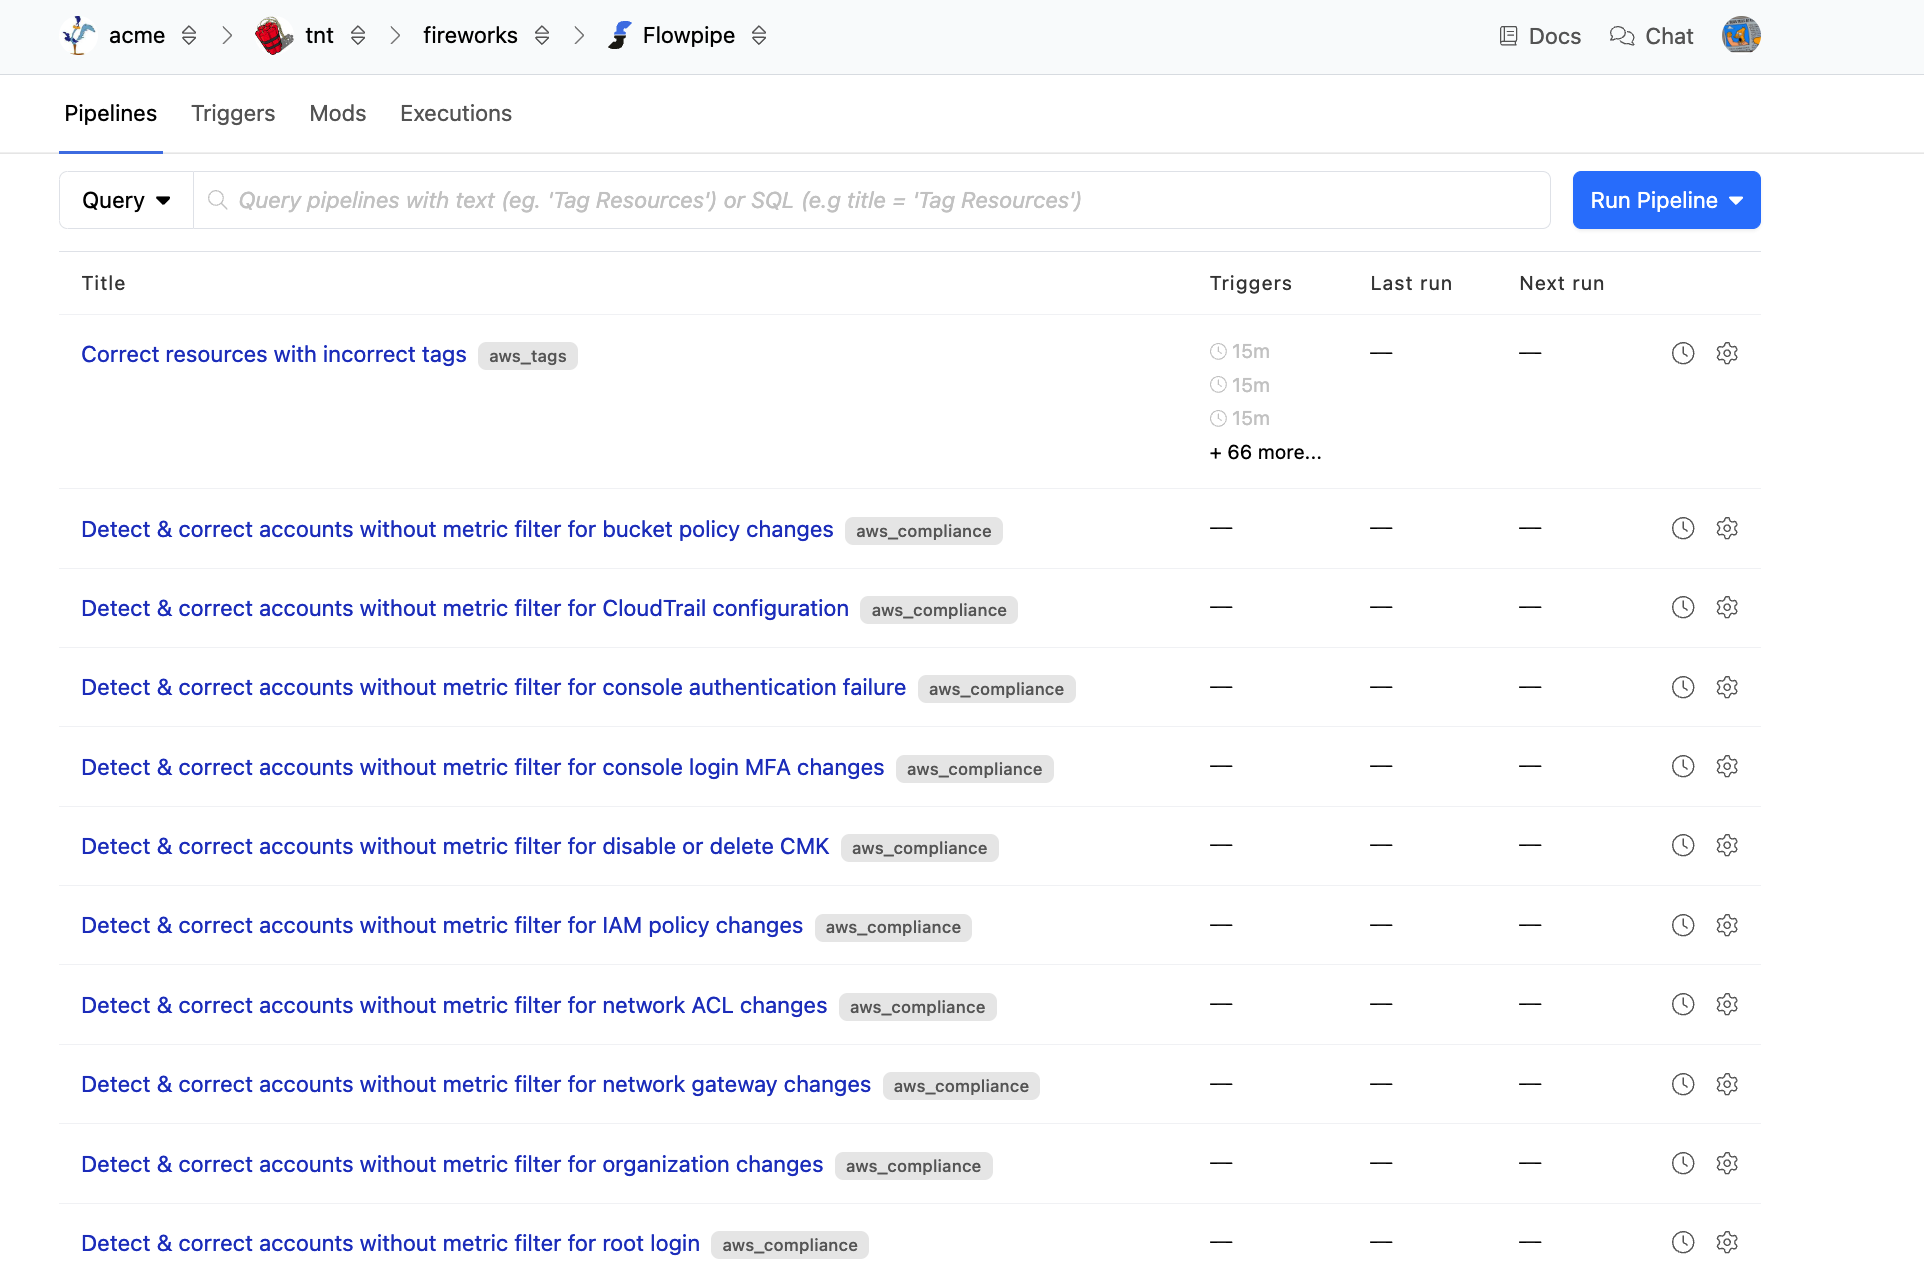 acme tnt fireworks Flowpipe Docs Chat
Pipelines Triggers Mods Executions
Query Query pipelines with text (eg. 'Tag Resources') or SQL (e.g title = 'Tag Resources') Run Pipeline
Title Triggers Last run Next run
Correct resources with incorrect tags aws_tags 15m — —
15m
15m
+ 66 more...
Detect & correct accounts without metric filter for bucket policy changes aws_compliance — — —
Detect & correct accounts without metric filter for CloudTrail configuration aws_compliance — — —
Detect & correct accounts without metric filter for console authentication failure aws_compliance — — —
Detect & correct accounts without metric filter for console login MFA changes aws_compliance — — —
Detect & correct accounts without metric filter for disable or delete CMK aws_compliance — — —
Detect & correct accounts without metric filter for IAM policy changes aws_compliance — — —
Detect & correct accounts without metric filter for network ACL changes aws_compliance — — —
Detect & correct accounts without metric filter for network gateway changes aws_compliance — — —
Detect & correct accounts without metric filter for organization changes aws_compliance — — —
Detect & correct accounts without metric filter for root login aws_compliance — — —